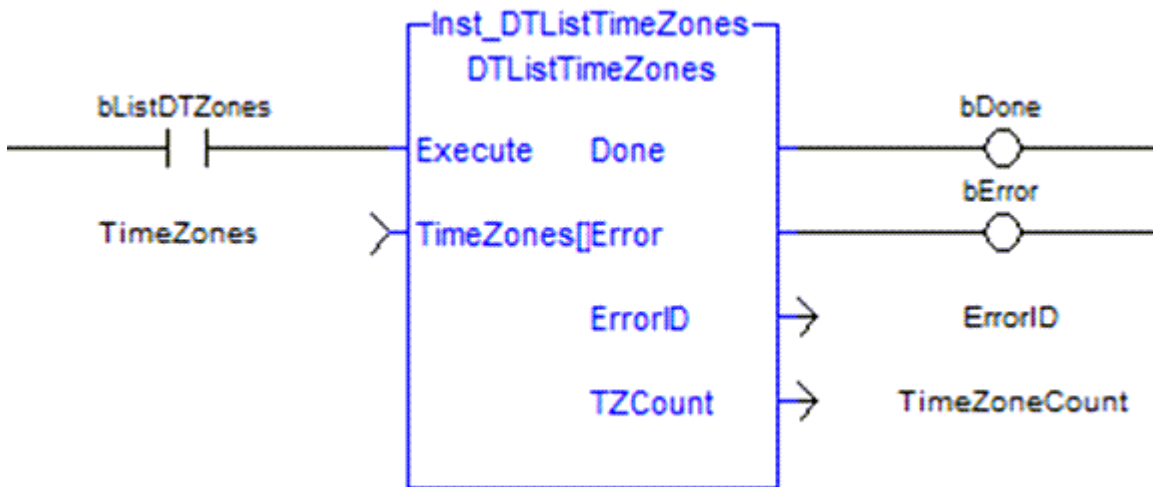 Inst_DTListTimeZones
DTListTimeZones
bListDTZones
bDone
Execute Done
bError
TimeZones
TimeZones[]Error
ErrorID
ErrorID
TZCount
TimeZoneCount